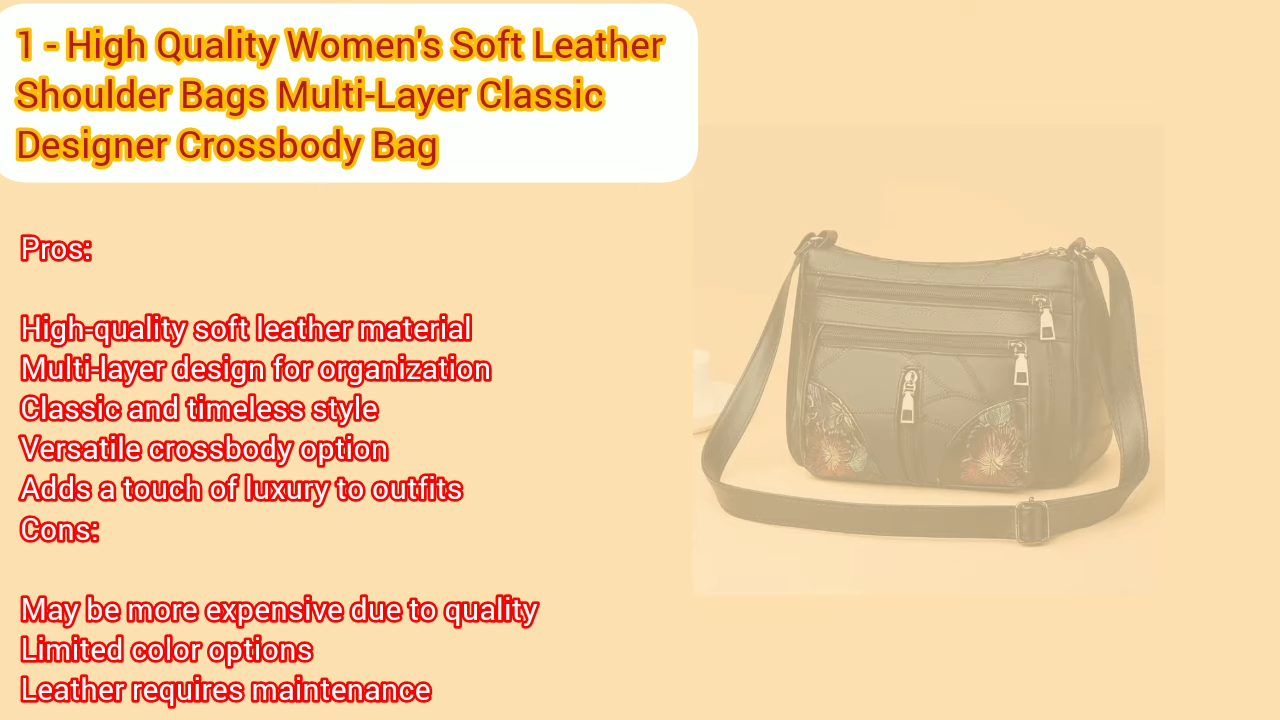 1 - High Quality Women's Soft Leather
Shoulder Bags Multi-Layer Classic
Designer Crossbody Bag
Pros:
High-quality soft leather material
Multi-layer design for organization
Classic and timeless style
Versatile crossbody option
Adds a touch of luxury to outfits
Cons:
May be more expensive due to quality
Limited color options
Leather requires maintenance